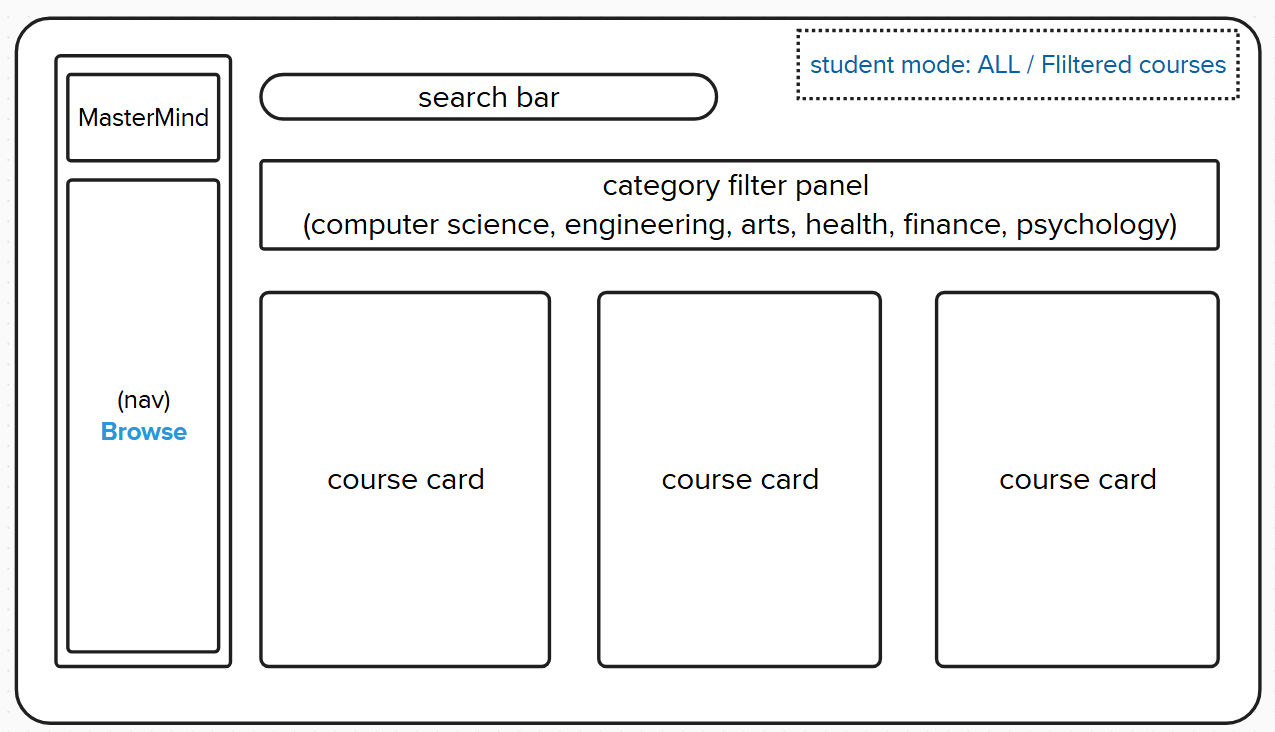 student mode: ALL / Fliltered courses
MasterMind
search bar
category filter panel
(computer science, engineering, arts, health, finance, psychology)
(nav)
Browse
course card
course card
course card